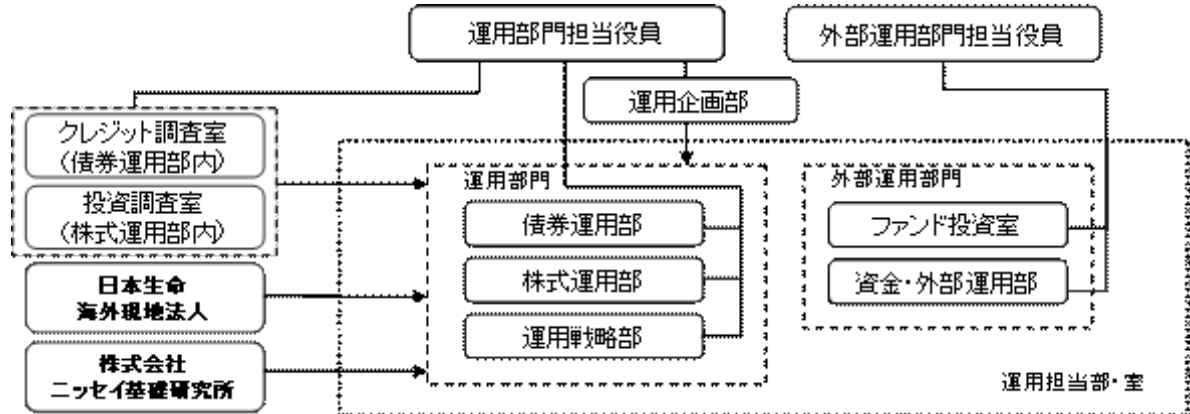 運用部門担当役員
外部運用部門担当役員
運用企画部
クレジット調査室
(債券運用部内)
投資調査室
(株式運用部内)
日本生命
海外現地法人
株式会社
ニッセイ基礎研究所
運用部門
債券運用部
株式運用部
運用戦略部
外部運用部門
ファンド投資室
資金・外部運用部
運用担当部・室